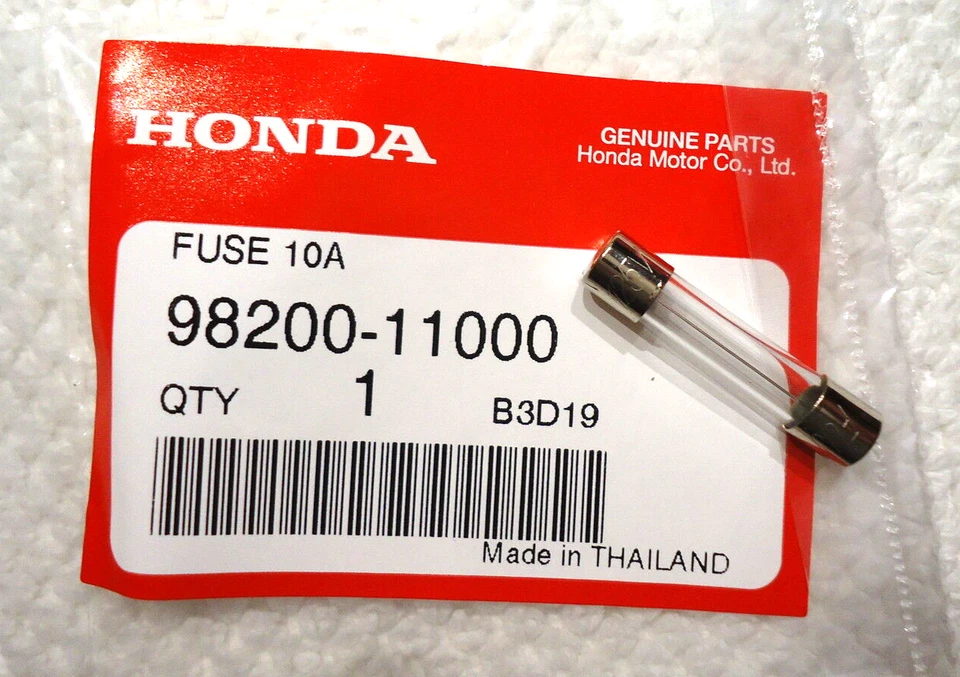 HONDA
GENUINE PARTS
Honda Motor Co., Ltd.
FUSE 10A
98200-11000
QTY 1 B3D19
Made in THAILAND